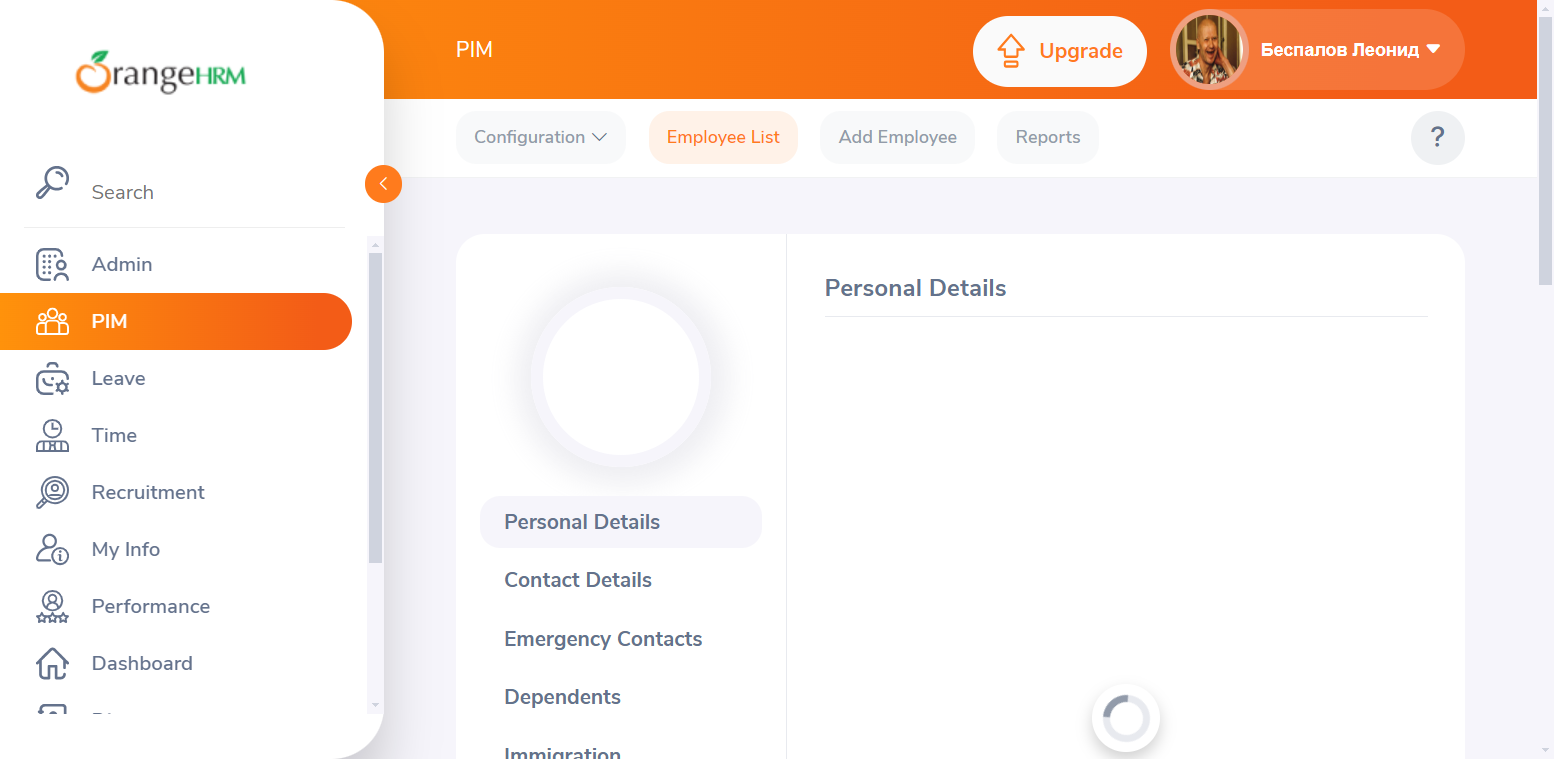 OrangeHRM
PIM
Upgrade
Беспалов Леонид
Search
Configuration
Employee List
Add Employee
Reports
?
Admin
PIM
Leave
Time
Recruitment
My Info
Performance
Dashboard
Personal Details
Personal Details
Contact Details
Emergency Contacts
Dependents
Immigration